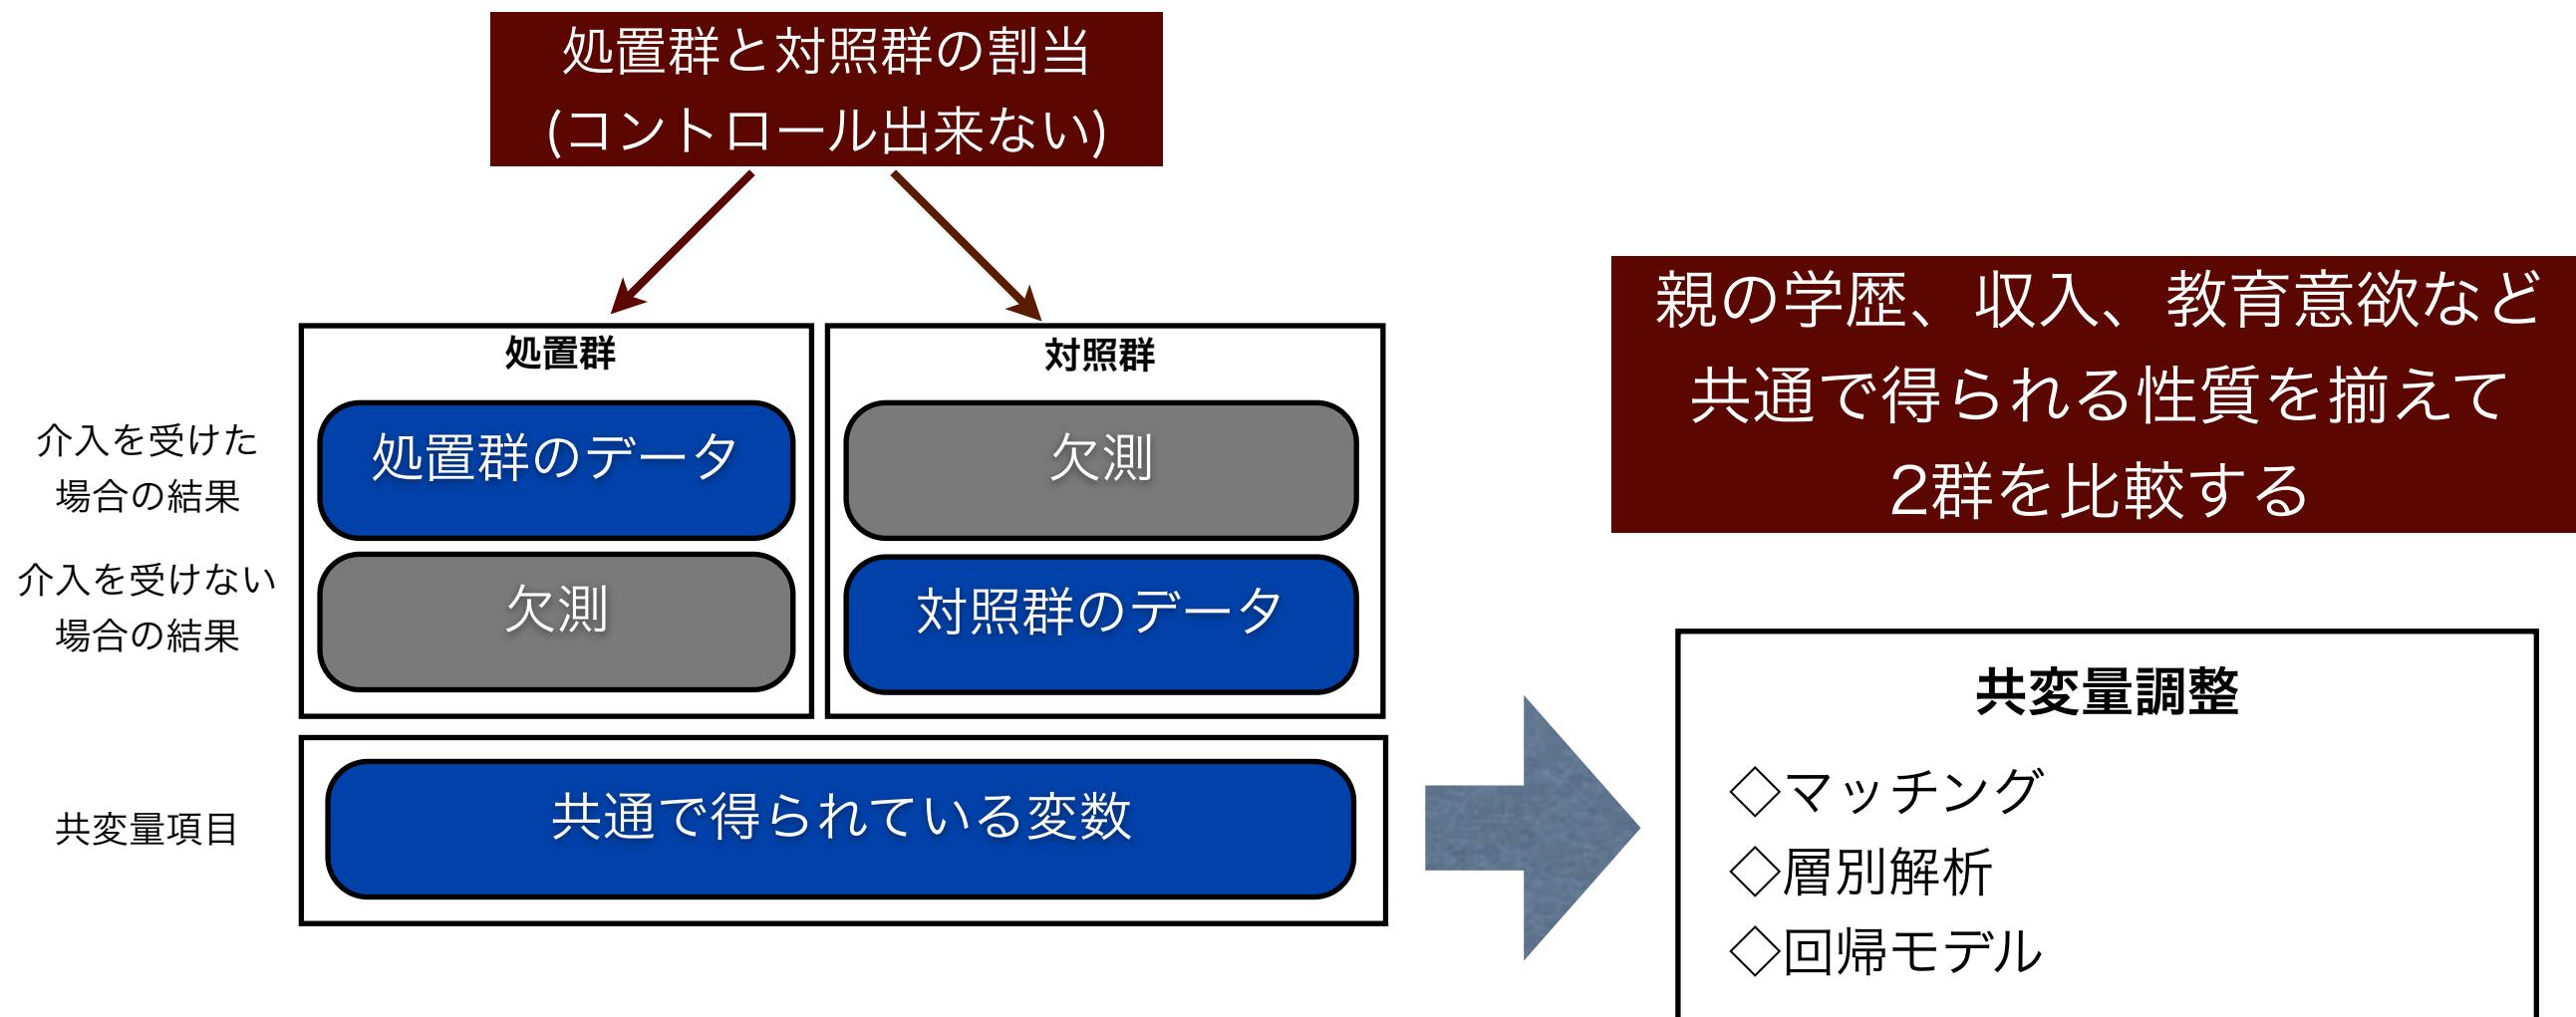 処置群と対照群の割当
(コントロール出来ない)
処置群
対照群
介入を受けた
場合の結果
処置群のデータ
欠測
介入を受けない
場合の結果
欠測
対照群のデータ
共変量項目
共通で得られている変数
親の学歴、収入、教育意欲など
共通で得られる性質を揃えて
2群を比較する
共変量調整
◇マッチング
◇層別解析
◇回帰モデル